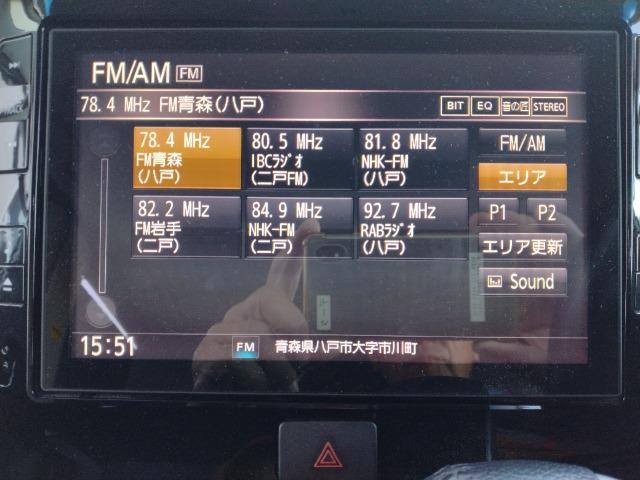 FM/AM FM
78.4 MHz FM青森(八戸)
BIT EQ 音の匠 STEREO
78.4 MHz
FM青森
(八戸)
80.5 MHz
IBCラジオ
(二戸FM)
81.8 MHz
NHK-FM
(八戸)
FM/AM
エリア
82.2 MHz
FM岩手
(二戸)
84.9 MHz
NHK-FM
(二戸)
92.7 MHz
RABラジオ
(八戸)
P1 P2
エリア更新
Sound
15:51
FM 青森県八戸市大字市川町